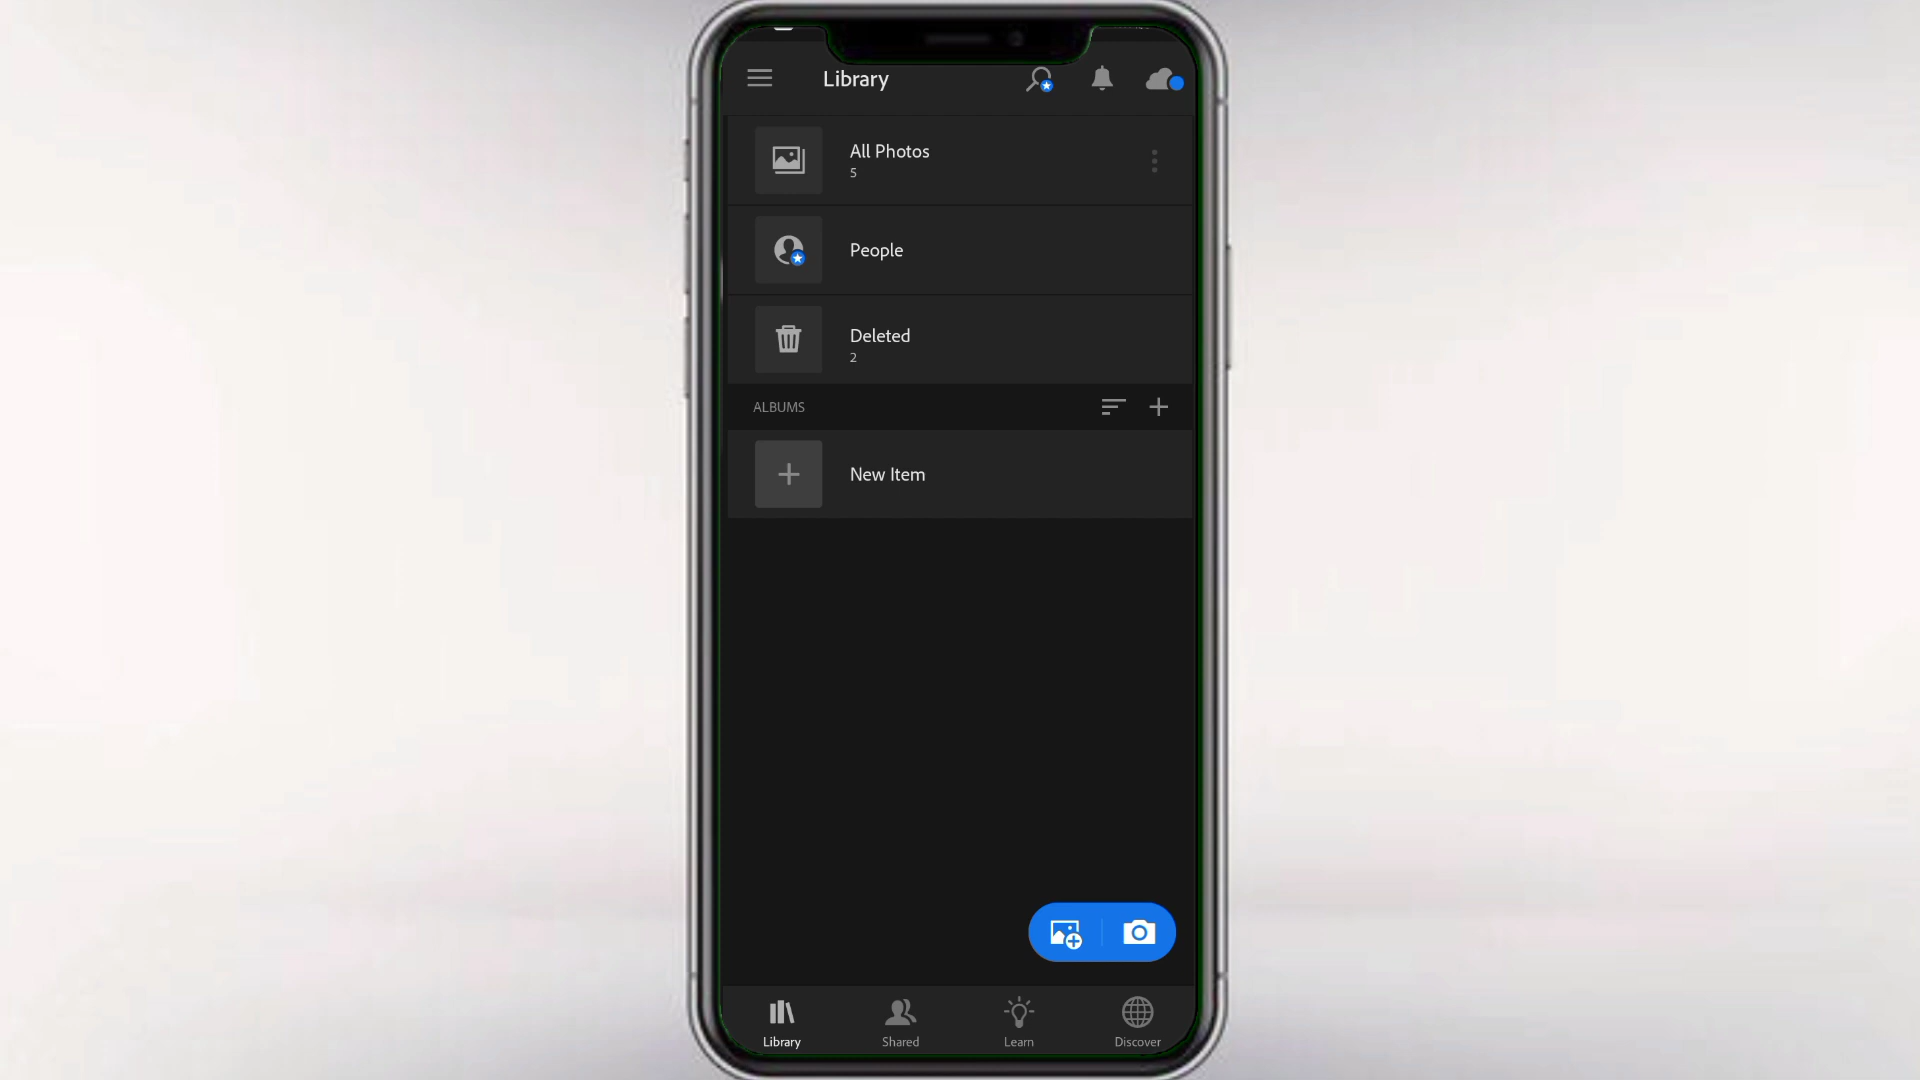 Library
All Photos
5
People
Deleted
2
ALBUMS
New Item
Library
Shared
Learn
Discover